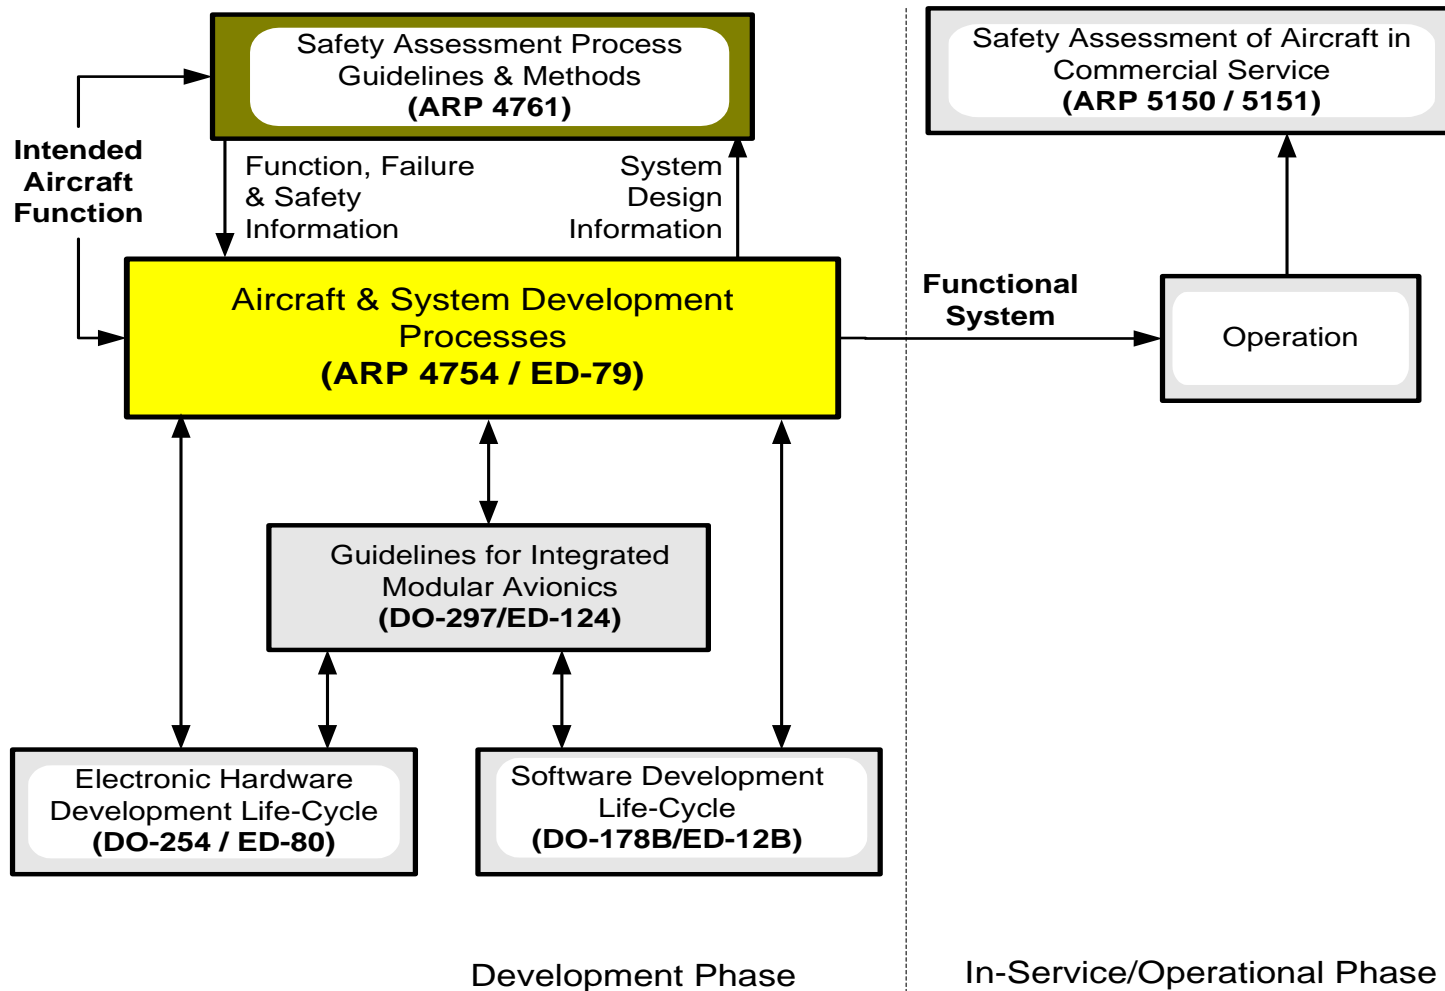 Safety Assessment Process
Guidelines & Methods
(ARP 4761)
Safety Assessment of Aircraft in
Commercial Service
(ARP 5150 / 5151)
Intended
Aircraft
Function
Function, Failure
& Safety
Information
System
Design
Information
Aircraft & System Development
Processes
(ARP 4754 / ED-79)
Functional
System
Operation
Guidelines for Integrated
Modular Avionics
(DO-297/ED-124)
Electronic Hardware
Development Life-Cycle
(DO-254 / ED-80)
Software Development
Life-Cycle
(DO-178B/ED-12B)
Development Phase
In-Service/Operational Phase